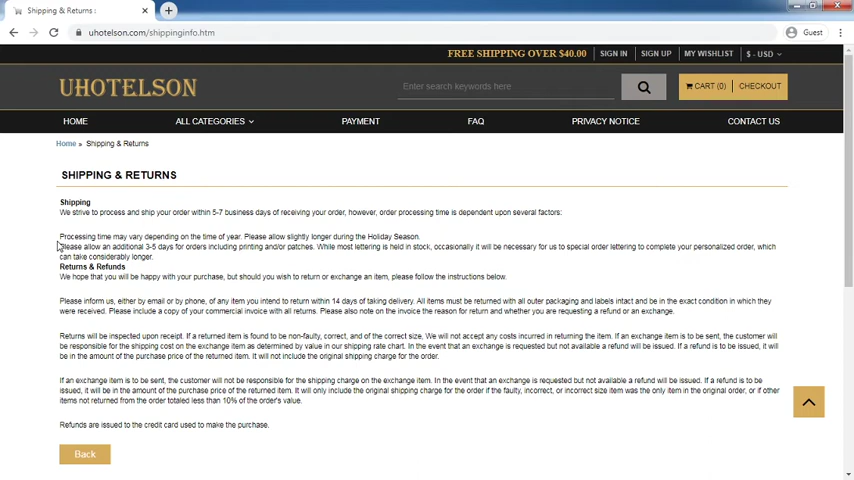 Shipping & Returns :
Guest
uhotelson.com/shippinginfo.htm
FREE SHIPPING OVER $40.00 SIGN IN SIGN UP MY WISHLIST $ - USD
UHOTELSON
Enter search keywords here
CART (0) CHECKOUT
HOME ALL CATEGORIES PAYMENT FAQ PRIVACY NOTICE CONTACT US
Home » Shipping & Returns
SHIPPING & RETURNS
Shipping
We strive to process and ship your order within 5-7 business days of receiving your order, however, order processing time is dependent upon several factors:
Processing time may vary depending on the time of year. Please allow slightly longer during the Holiday Season.
Please allow an additional 3-5 days for orders including printing and/or patches. While most lettering is held in stock, occasionally it will be necessary for us to special order lettering to complete your personalized order, which
can take considerably longer.
Returns & Refunds
We hope that you will be happy with your purchase, but should you wish to return or exchange an item, please follow the instructions below.
Please inform us, either by email or by phone, of any item you intend to return within 14 days of taking delivery. All items must be returned with all outer packaging and labels intact and be in the exact condition in which they
were received. Please include a copy of your commercial invoice with all returns. Please also note on the invoice the reason for return and whether you are requesting a refund or an exchange.
Returns will be inspected upon receipt. If a returned item is found to be non-faulty, correct, and of the correct size, We will not accept any costs incurred in returning the item. If an exchange item is to be sent, the customer will
be responsible for the shipping cost on the exchange item as determined by value in our shipping rate chart. In the event that an exchange is requested but not available a refund will be issued. If a refund is to be issued, it will
be in the amount of the purchase price of the returned item. It will not include the original shipping charge for the order.
If an exchange item is to be sent, the customer will not be responsible for the shipping charge on the exchange item. In the event that an exchange is requested but not available a refund will be issued. If a refund is to be
issued, it will be in the amount of the purchase price of the returned item. It will only include the original shipping charge for the order if the faulty, incorrect, or incorrect size item was the only item in the original order, or if other
items not returned from the order totaled less than 10% of the order's value.
Refunds are issued to the credit card used to make the purchase.
Back